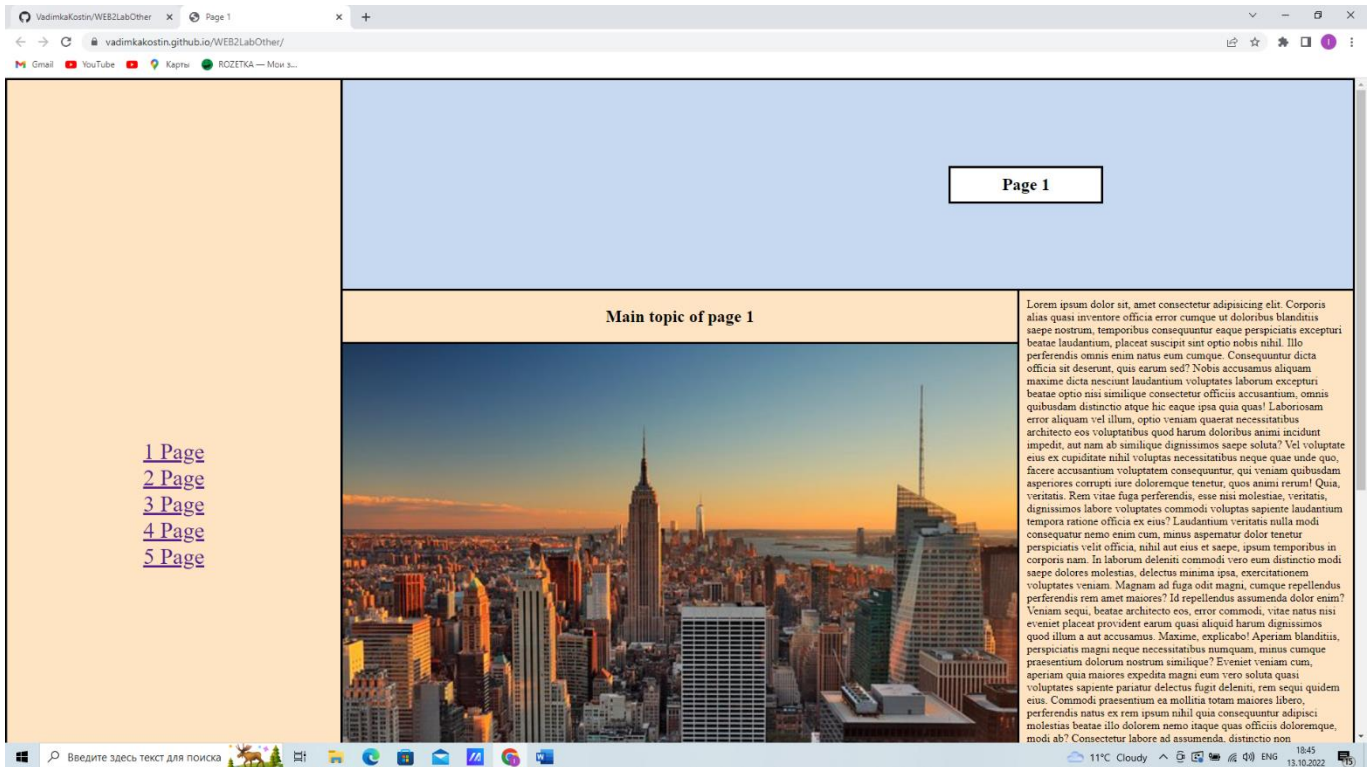 VadimkaKostin/WEB2LabOther
Page 1
vadimkakostin.github.io/WEB2LabOther/
Gmail
YouTube
Карты
ROZETKA — Мои з...
Page 1
1 Page
2 Page
3 Page
4 Page
5 Page
Main topic of page 1
Lorem ipsum dolor sit, amet consectetur adipisicing elit. Corporis
alias quasi inventore officia error cumque ut doloribus blanditiis
saepe nostrum, temporibus consequuntur eaque perspiciatis excepturi
beatae laudantium, placeat suscipit sint optio nobis nihil. Illo
perferendis omnis enim natus eum cumque. Consequuntur dicta
officia sit deserunt, quis earum sed? Nobis accusamus aliquam
maxime dicta nesciunt laudantium voluptates laborum excepturi
beatae optio nisi similique consectetur officiis accusantium, omnis
quibusdam distinctio atque hic eaque ipsa quia quas! Laboriosam
error aliquam vel illum, optio veniam quaerat necessitatibus
architecto eos voluptatibus quod harum doloribus animi incidunt
impedit, aut nam ab similique dignissimos saepe soluta? Vel voluptate
eius ex cupiditate nihil voluptas necessitatibus neque quae unde quo,
facere accusantium voluptatem consequuntur, qui veniam quibusdam
asperiores corrupti iure doloremque tenetur, quos animi rerum! Quia,
veritatis. Rem vitae fuga perferendis, esse nisi molestiae, veritatis,
dignissimos labore voluptates commodi voluptas sapiente laudantium
tempora ratione officia ex eius? Laudantium veritatis nulla modi
consequatur nemo enim cum, minus aspernatur dolor tenetur
perspiciatis velit officia, nihil aut eius et saepe, ipsum temporibus in
corporis nam. In laborum deleniti commodi vero eum distinctio modi
saepe dolores molestias, delectus minima ipsa, exercitationem
voluptates veniam. Magnam ad fuga odit magni, cumque repellendus
perferendis rem amet maiores? Id repellendus assumenda dolor enim?
Veniam sequi, beatae architecto eos, error commodi, vitae natus nisi
eveniet placeat provident earum quasi aliquid harum dignissimos
quod illum a aut accusamus. Maxime, explicabo! Aperiam blanditiis,
perspiciatis magni neque necessitatibus numquam, minus cumque
praesentium dolorum nostrum similique? Eveniet veniam cum,
aperiam quia maiores expedita magni eum vero soluta quasi
voluptates sapiente pariatur delectus fugit deleniti, rem sequi quidem
eius. Commodi praesentium ea mollitia totam maiores libero,
perferendis natus ex rem ipsum nihil quia consequuntur adipisci
molestias beatae illo dolorem nemo itaque quas officiis doloremque,
modi ab? Consectetur labore ad assumenda, distinctio non
Введите здесь текст для поиска
11°C Cloudy
ENG
18:45
13.10.2022